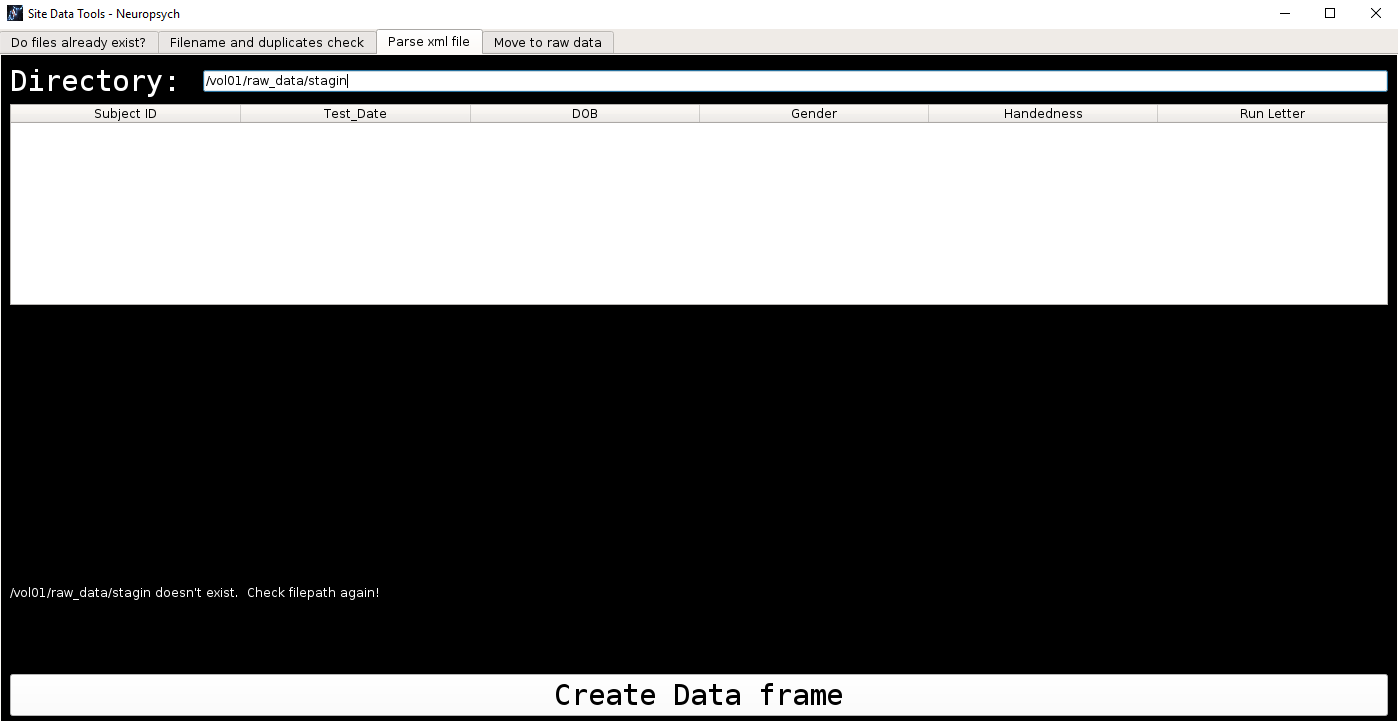 Site Data Tools - Neuropsych
Do files already exist? Filename and duplicates check Parse xml file Move to raw data
Directory: /vol01/raw_data/stagin
Subject ID Test_Date DOB Gender Handedness Run Letter
/vol01/raw_data/stagin doesn't exist.  Check filepath again!
Create Data frame